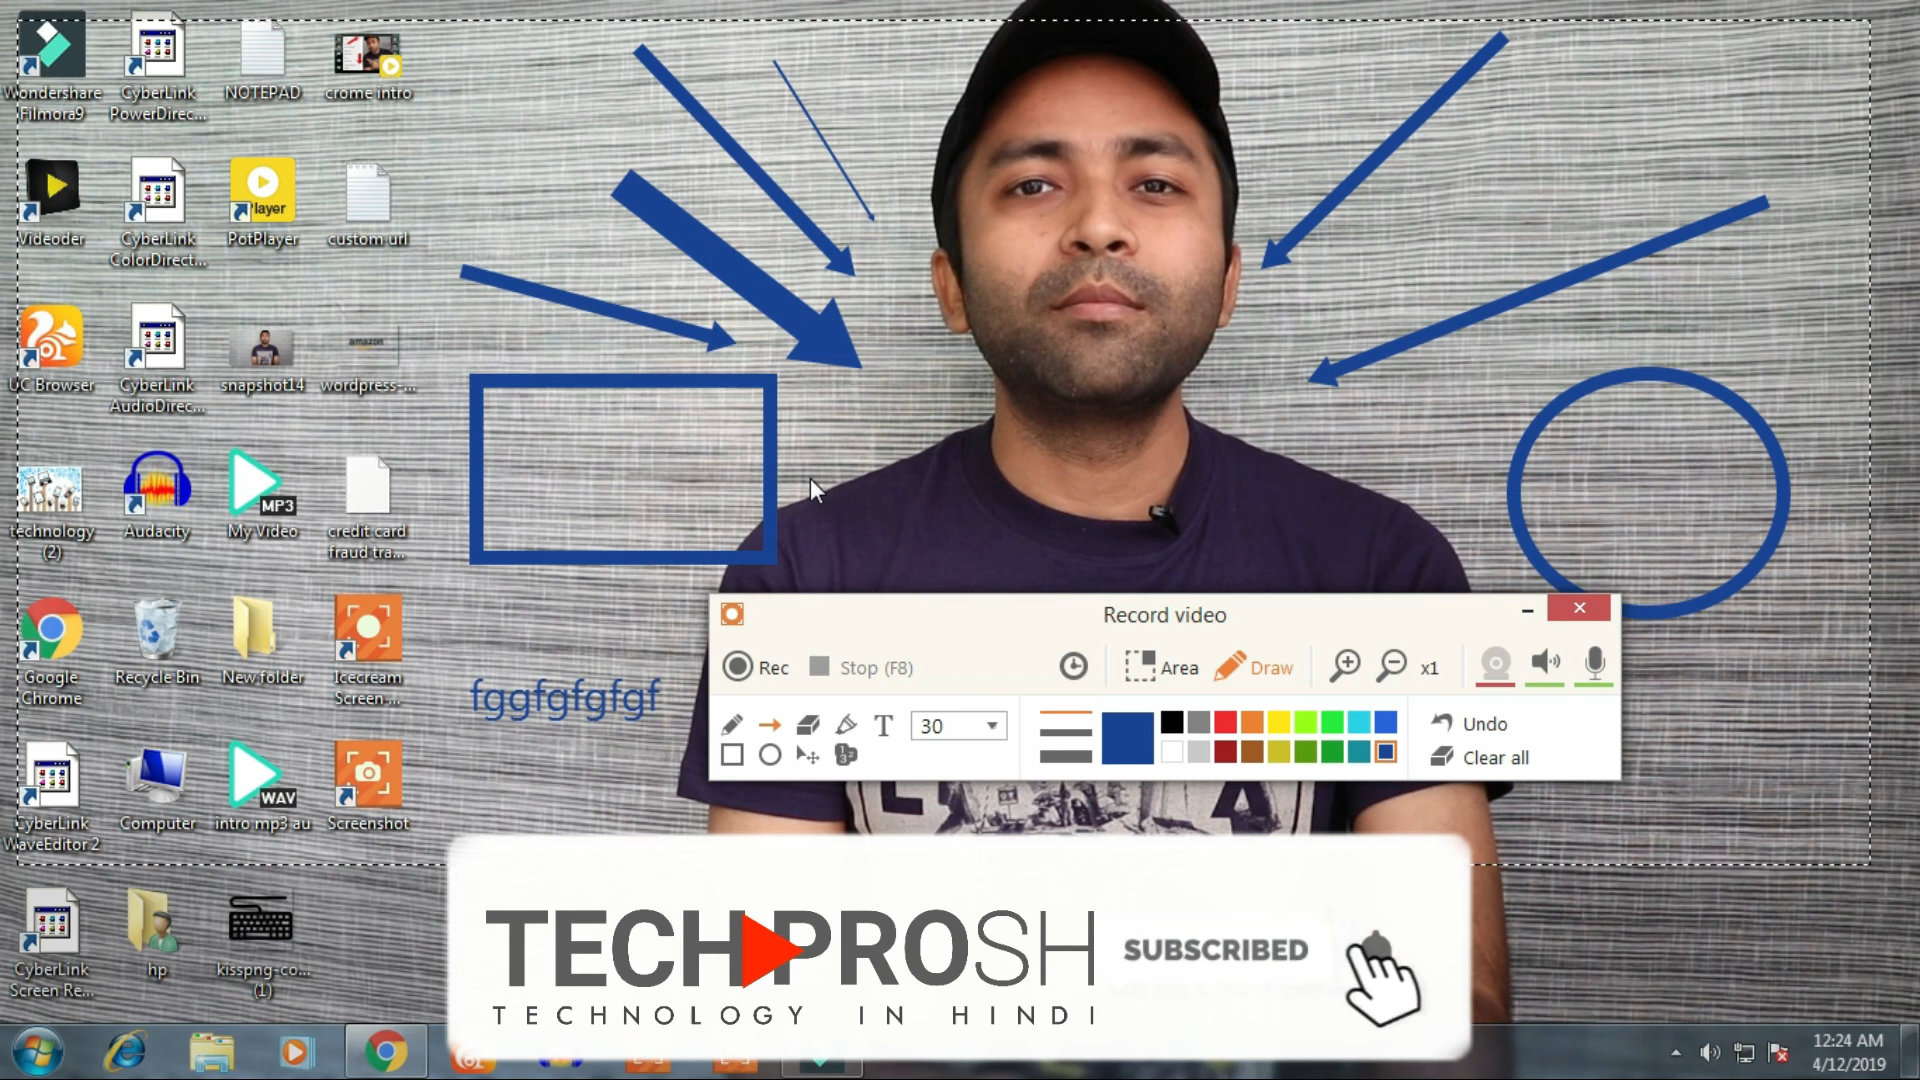 Wondershare
Filmora9
CyberLink
PowerDirec...
NOTEPAD
crome intro
Videoder
CyberLink
ColorDirect...
Player
PotPlayer
custom url
UC Browser
CyberLink
AudioDirec...
snapshot14
amazon
wordpress-...
technology
(2)
Audacity
MP3
My Video
credit card
fraud tra...
Google
Chrome
Recycle Bin
New folder
Icecream
Screen ...
CyberLink
WaveEditor 2
Computer
WAV
intro mp3 au
Screenshot
CyberLink
Screen Re...
hp
kisspng-co...
(1)
fggfgfgfgf
Record video
Rec
Stop (F8)
Area
Draw
x1
T
30
Undo
Clear all
TECH PROSH
TECHNOLOGY IN HINDI
SUBSCRIBED
12:24 AM
4/12/2019